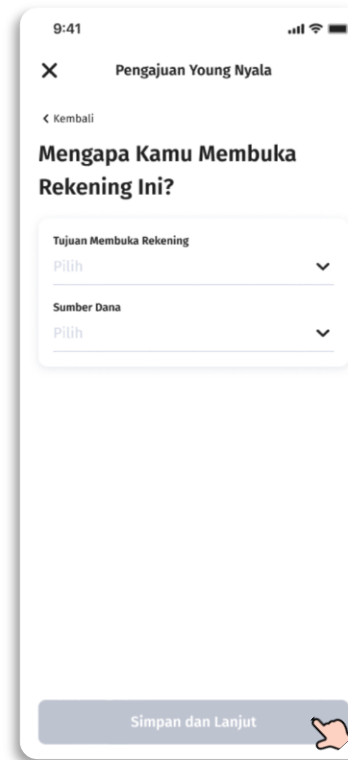 9:41
Pengajuan Young Nyala
Kembali
Mengapa Kamu Membuka
Rekening Ini?
Tujuan Membuka Rekening
Pilih
Sumber Dana
Pilih
Simpan dan Lanjut